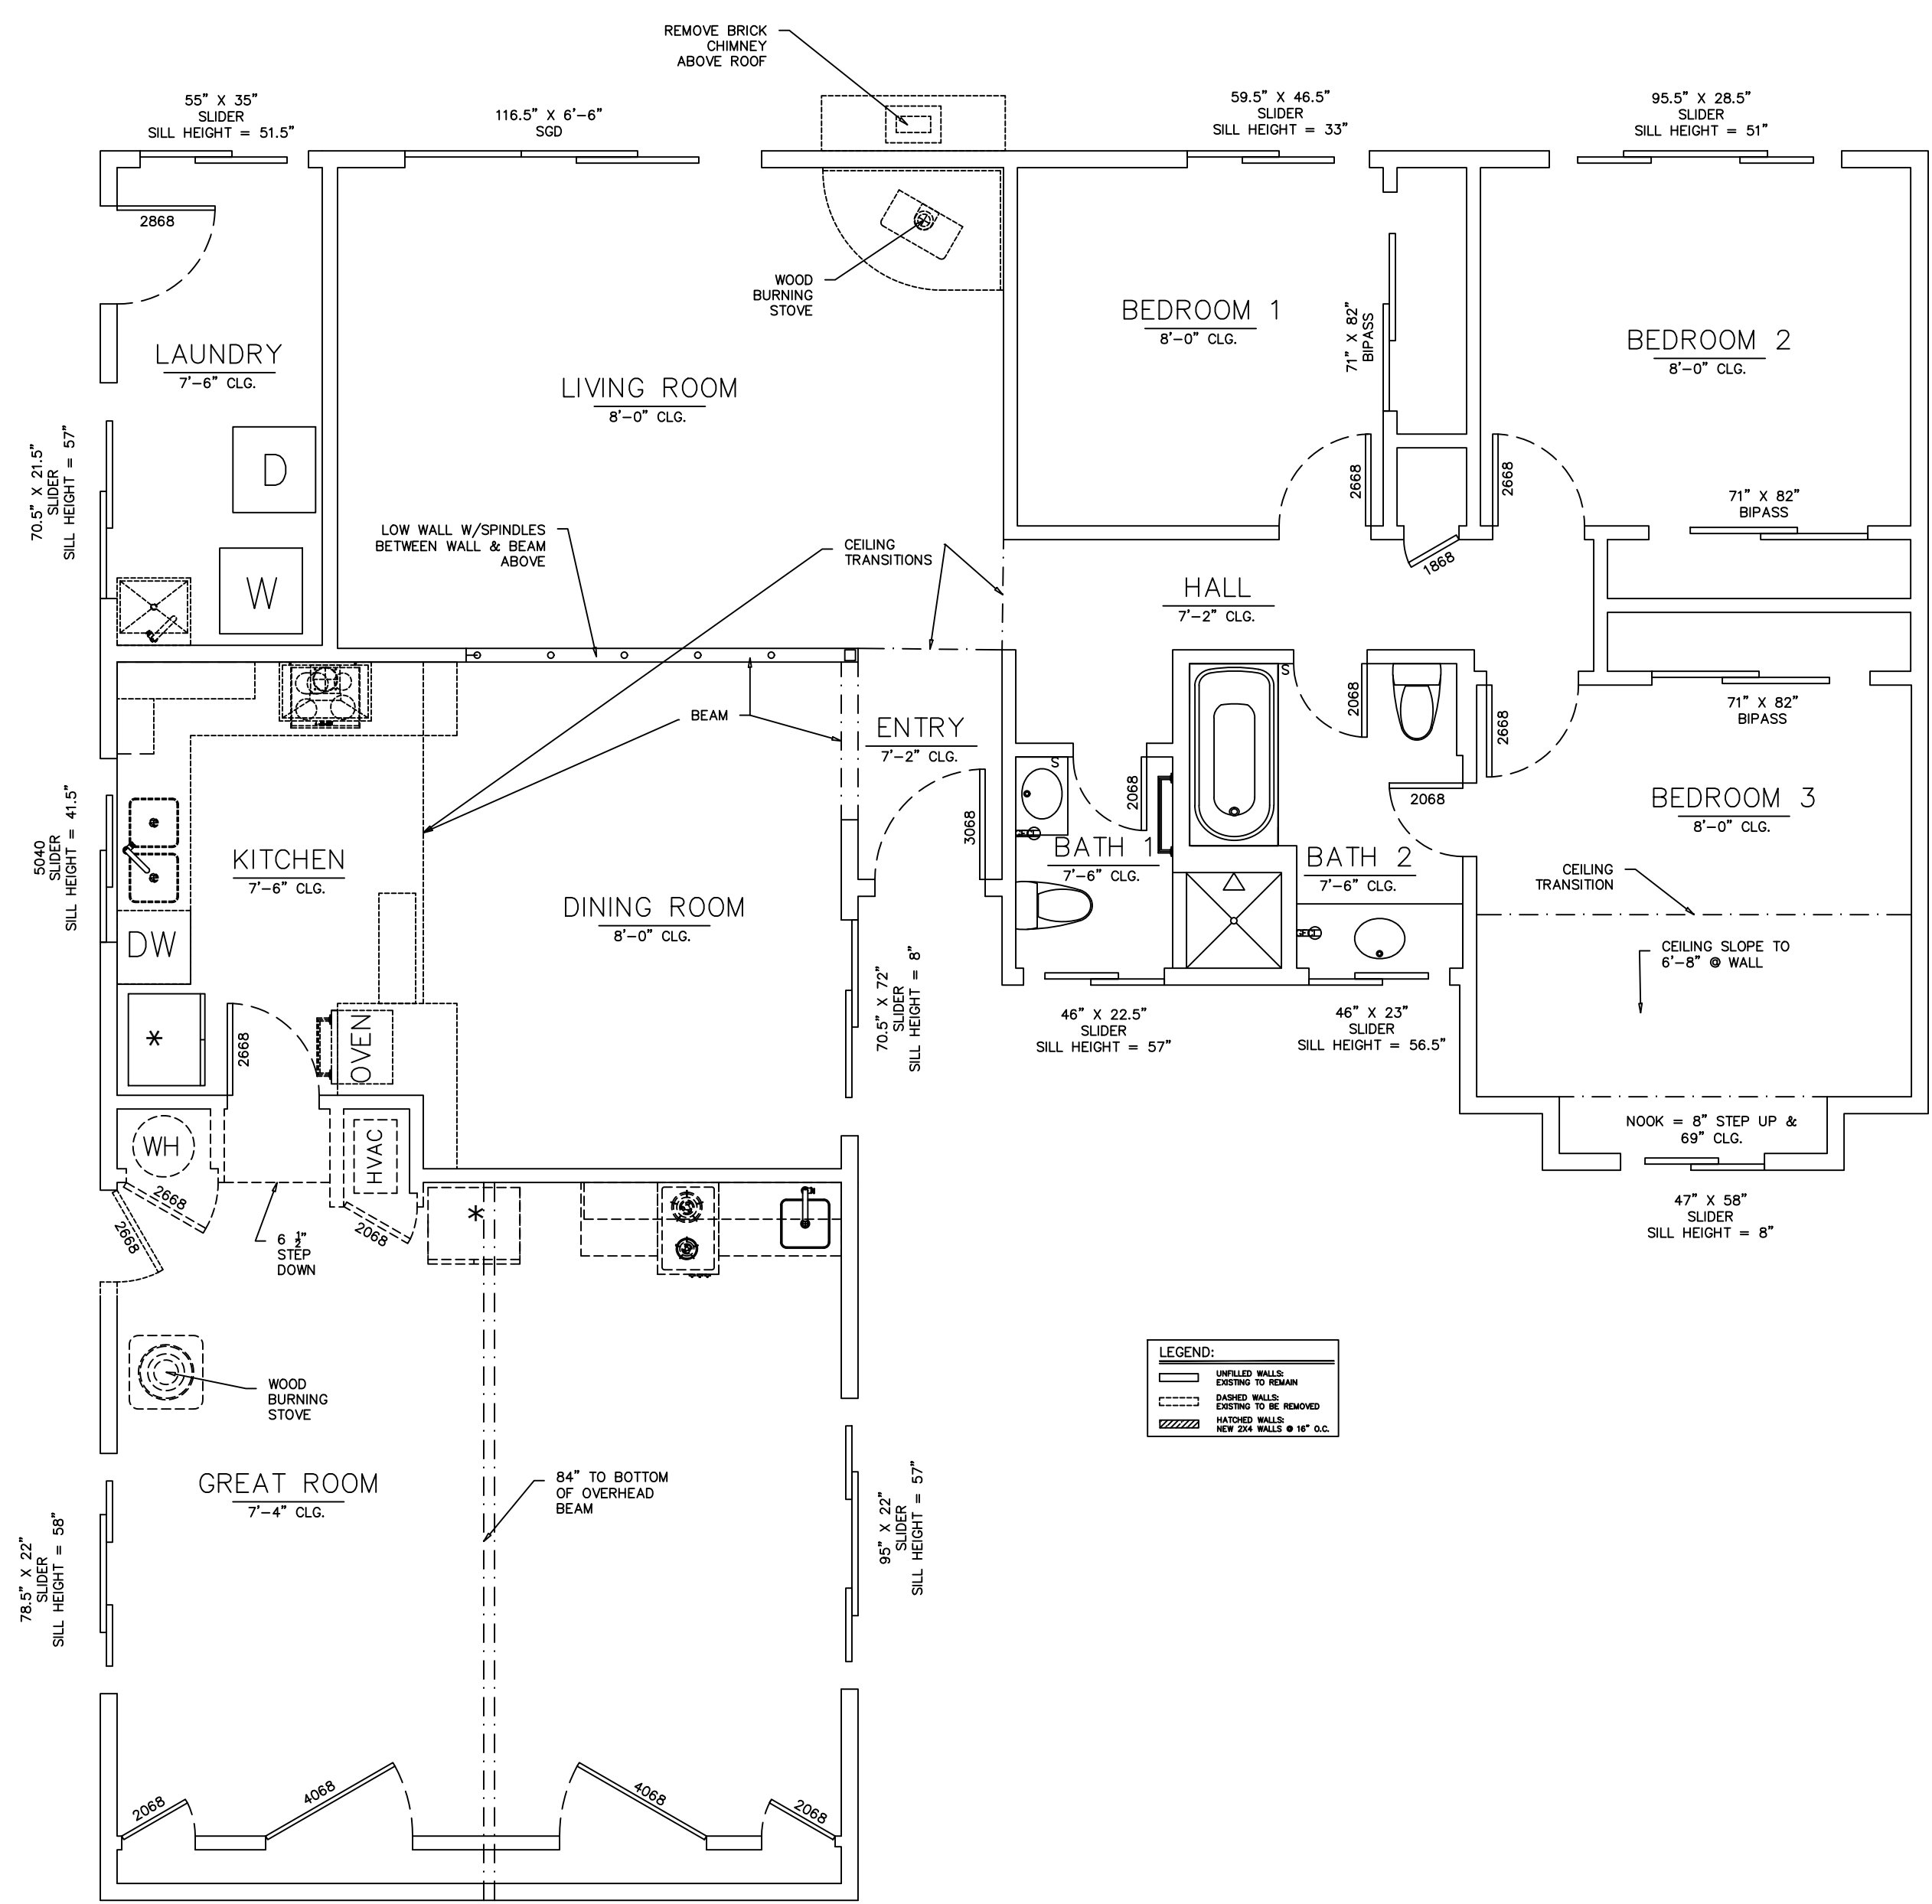 REMOVE BRICK
CHIMNEY
ABOVE ROOF
55" X 35"
SLIDER
SILL HEIGHT = 51.5"
116.5" X 6'-6"
SGD
59.5" X 46.5"
SLIDER
SILL HEIGHT = 33"
95.5" X 28.5"
SLIDER
SILL HEIGHT = 51"
2868
WOOD
BURNING
STOVE
LAUNDRY
7'-6" CLG.
LIVING ROOM
8'-0" CLG.
BEDROOM 1
8'-0" CLG.
71" X 82"
BIPASS
BEDROOM 2
8'-0" CLG.
70.5" X 21.5"
SLIDER
SILL HEIGHT = 57"
D
W
2668
2668
71" X 82"
BIPASS
LOW WALL W/SPINDLES
BETWEEN WALL & BEAM
ABOVE
CEILING
TRANSITIONS
1868
HALL
7'-2" CLG.
BEAM
ENTRY
7'-2" CLG.
S
2068
2668
71" X 82"
BIPASS
S
2068
2068
3068
5040
SLIDER
SILL HEIGHT = 41.5"
KITCHEN
7'-6" CLG.
DINING ROOM
8'-0" CLG.
BATH 1
7'-6" CLG.
BATH 2
7'-6" CLG.
BEDROOM 3
8'-0" CLG.
CEILING
TRANSITION
CEILING SLOPE TO
6'-8" @ WALL
DW
*
2668
OVEN
70.5" X 72"
SLIDER
SILL HEIGHT = 8"
46" X 22.5"
SLIDER
SILL HEIGHT = 57"
46" X 23"
SLIDER
SILL HEIGHT = 56.5"
NOOK = 8" STEP UP &
69" CLG.
47" X 58"
SLIDER
SILL HEIGHT = 8"
WH
HVAC
2668
2668
2068
6 ½"
STEP
DOWN
*
WOOD
BURNING
STOVE
LEGEND:
UNFILLED WALLS:
EXISTING TO REMAIN
DASHED WALLS:
EXISTING TO BE REMOVED
HATCHED WALLS:
NEW 2X4 WALLS @ 16" O.C.
GREAT ROOM
7'-4" CLG.
84" TO BOTTOM
OF OVERHEAD
BEAM
78.5" X 22"
SLIDER
SILL HEIGHT = 58"
95" X 22"
SLIDER
SILL HEIGHT = 57"
2068
4068
4068
2068